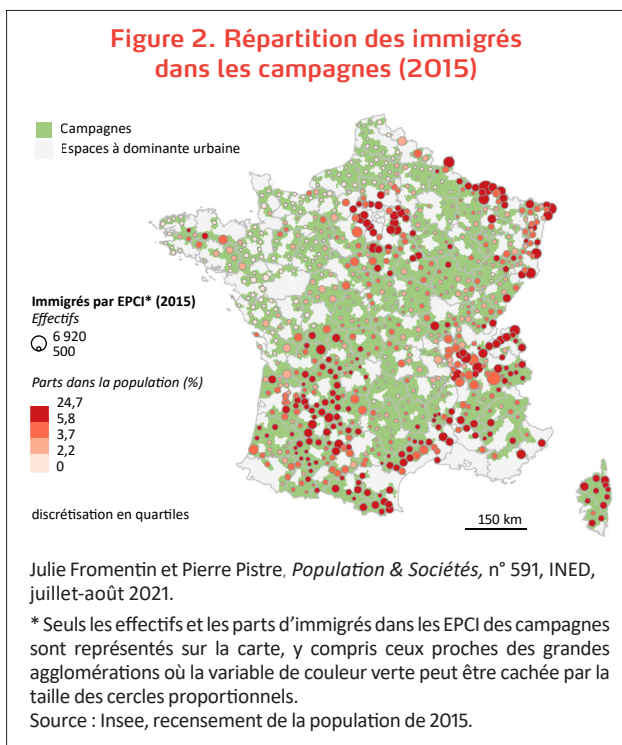 Figure 2. Répartition des immigrés
dans les campagnes (2015)
Campagnes
Espaces à dominante urbaine
Immigrés par EPCI* (2015)
Effectifs
6 920
500
Parts dans la population (%)
24,7
5,8
3,7
2,2
0
discrétisation en quartiles
150 km
Julie Fromentin et Pierre Pistre, Population & Sociétés, n° 591, INED,
juillet-août 2021.
* Seuls les effectifs et les parts d’immigrés dans les EPCI des campagnes
sont représentés sur la carte, y compris ceux proches des grandes
agglomérations où la variable de couleur verte peut être cachée par la
taille des cercles proportionnels.
Source : Insee, recensement de la population de 2015.